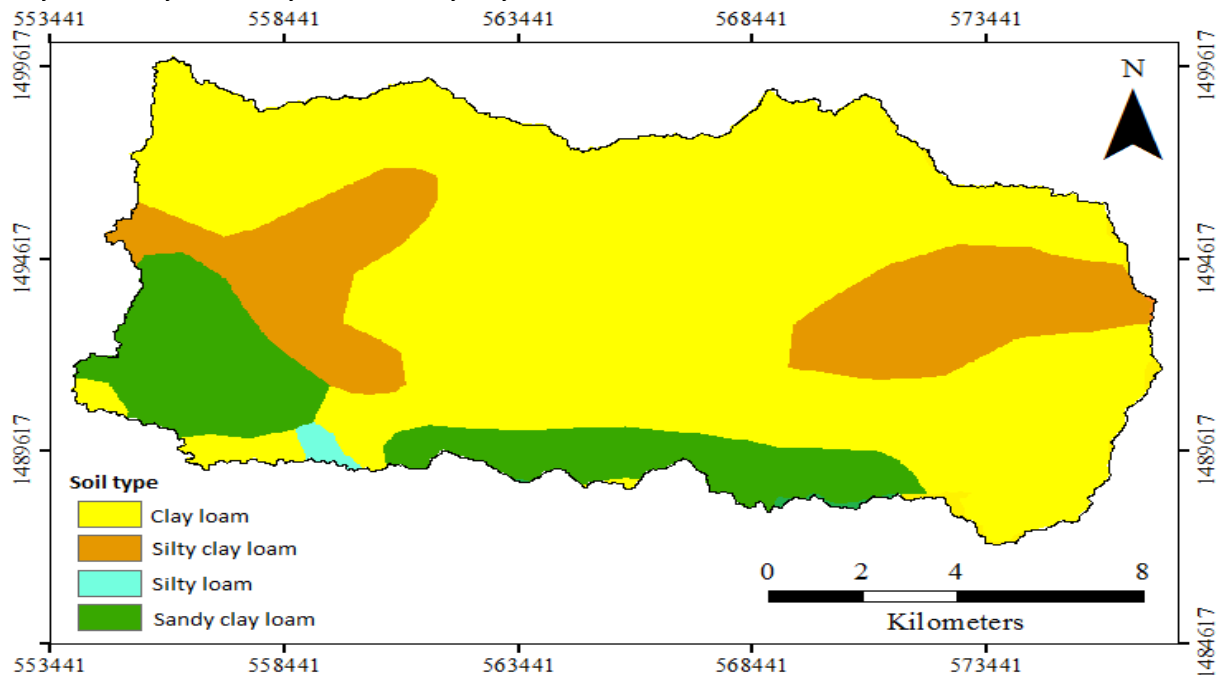 553441 558441 563441 568441 573441
1499617 1499617
N
1494617 1494617
1489617 1489617
Soil type
Clay loam
Silty clay loam
Silty loam
Sandy clay loam
0 2 4 8
Kilometers
1484617 1484617
553441 558441 563441 568441 573441